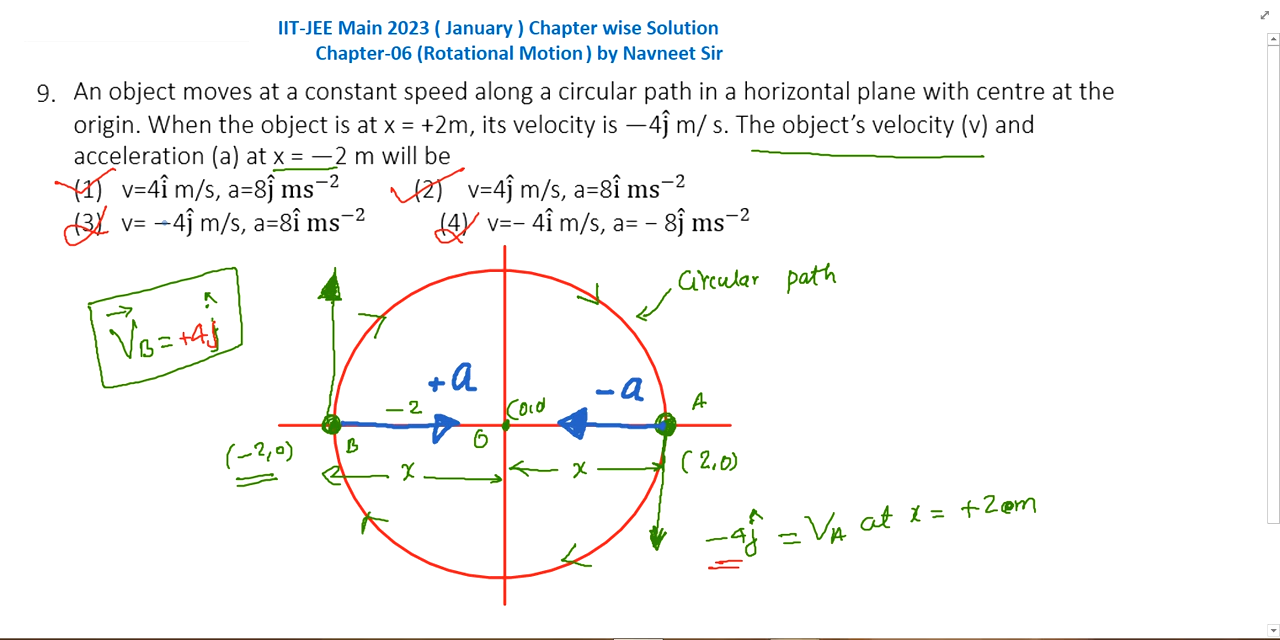 IIT-JEE Main 2023 ( January ) Chapter wise Solution
Chapter-06 (Rotational Motion) by Navneet Sir
9. An object moves at a constant speed along a circular path in a horizontal plane with centre at the
origin. When the object is at x = +2m, its velocity is −4ĵ m/ s. The object’s velocity (v) and
acceleration (a) at x = −2 m will be
(1) v=4î m/s, a=8ĵ ms⁻² (2) v=4ĵ m/s, a=8î ms⁻²
(3) v= −4ĵ m/s, a=8î ms⁻² (4) v=− 4î m/s, a= − 8ĵ ms⁻²
Circular path
V⃗B = +4ĵ
+a −a
−2 (0,0) A
(−2,0) B O (2,0)
x x
−4ĵ = VA at x = +2 m